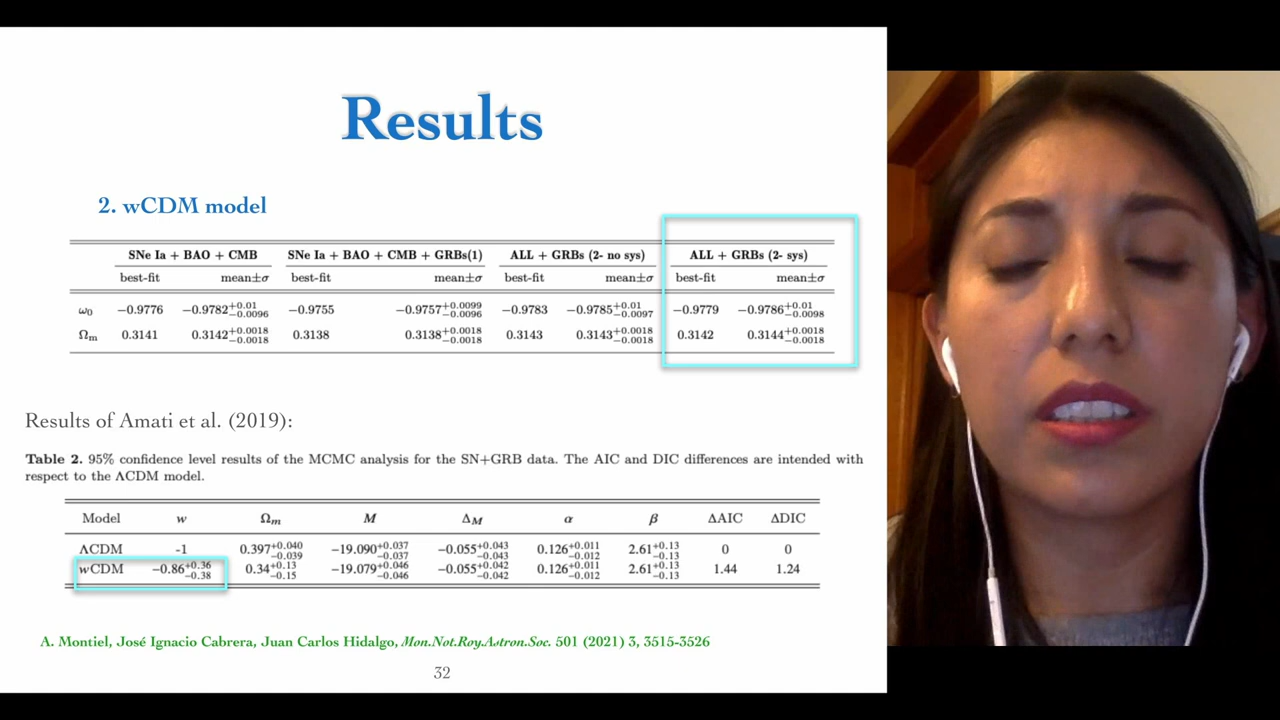 Results
2. wCDM model
SNe Ia + BAO + CMB SNe Ia + BAO + CMB + GRBs(1) ALL + GRBs (2- no sys) ALL + GRBs (2- sys)
best-fit mean±σ best-fit mean±σ best-fit mean±σ best-fit mean±σ
ω₀ −0.9776 −0.9782+0.01−0.0096 −0.9755 −0.9757+0.0099−0.0096 −0.9783 −0.9785+0.01−0.0097 −0.9779 −0.9786+0.01−0.0098
Ωm 0.3141 0.3142+0.0018−0.0018 0.3138 0.3138+0.0018−0.0018 0.3143 0.3143+0.0018−0.0018 0.3142 0.3144+0.0018−0.0018
Results of Amati et al. (2019):
Table 2. 95% confidence level results of the MCMC analysis for the SN+GRB data. The AIC and DIC differences are intended with
respect to the ΛCDM model.
Model w Ωm M ΔM α β ΔAIC ΔDIC
ΛCDM -1 0.397+0.040−0.039 −19.090+0.037−0.037 −0.055+0.043−0.043 0.126+0.011−0.012 2.61+0.13−0.13 0 0
wCDM −0.86+0.36−0.38 0.34+0.13−0.15 −19.079+0.046−0.046 −0.055+0.042−0.042 0.126+0.011−0.012 2.61+0.13−0.13 1.44 1.24
A. Montiel, José Ignacio Cabrera, Juan Carlos Hidalgo, Mon.Not.Roy.Astron.Soc. 501 (2021) 3, 3515-3526
32